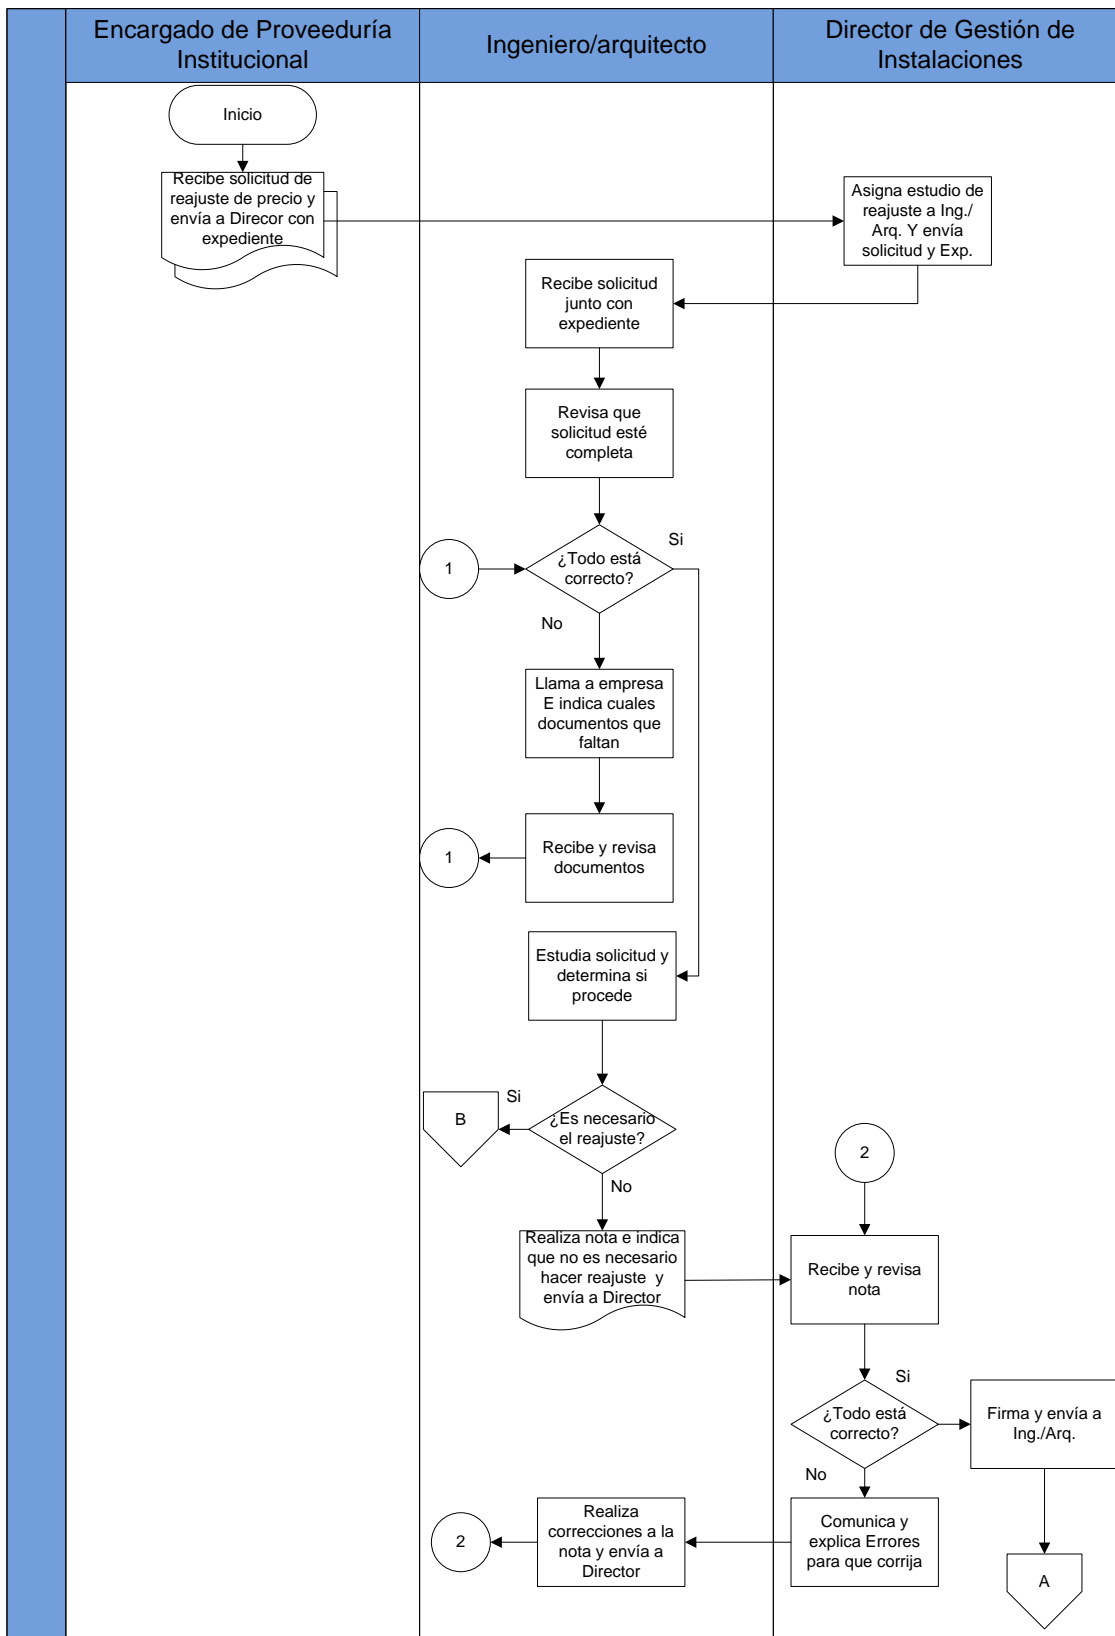 Encargado de Proveeduría
Institucional
Ingeniero/arquitecto
Director de Gestión de
Instalaciones
Inicio
Recibe solicitud de
reajuste de precio y
envía a Direcor con
expediente
Asigna estudio de
reajuste a Ing./
Arq. Y envía
solicitud y Exp.
Recibe solicitud
junto con
expediente
Revisa que
solicitud esté
completa
1
¿Todo está
correcto?
Si
No
Llama a empresa
E indica cuales
documentos que
faltan
1
Recibe y revisa
documentos
Estudia solicitud y
determina si
procede
B
Si
¿Es necesario
el reajuste?
No
2
Realiza nota e indica
que no es necesario
hacer reajuste y
envía a Director
Recibe y revisa
nota
Si
¿Todo está
correcto?
No
Firma y envía a
Ing./Arq.
2
Realiza
correcciones a la
nota y envía a
Director
Comunica y
explica Errores
para que corrija
A